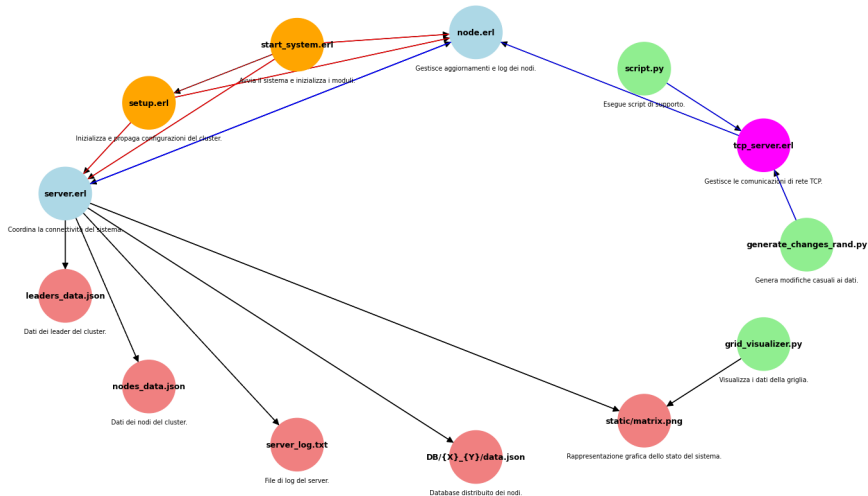 node.erl
Gestisce aggiornamenti e log dei nodi.
start_system.erl
Avvia il sistema e inizializza i moduli.
script.py
Esegue script di supporto.
setup.erl
Inizializza e propaga configurazioni del cluster.
tcp_server.erl
Gestisce le comunicazioni di rete TCP.
server.erl
Coordina la connettività del sistema.
generate_changes_rand.py
Genera modifiche casuali ai dati.
leaders_data.json
Dati dei leader del cluster.
grid_visualizer.py
Visualizza i dati della griglia.
nodes_data.json
Dati dei nodi del cluster.
static/matrix.png
Rappresentazione grafica dello stato del sistema.
server_log.txt
File di log del server.
DB/{X}_{Y}/data.json
Database distribuito dei nodi.